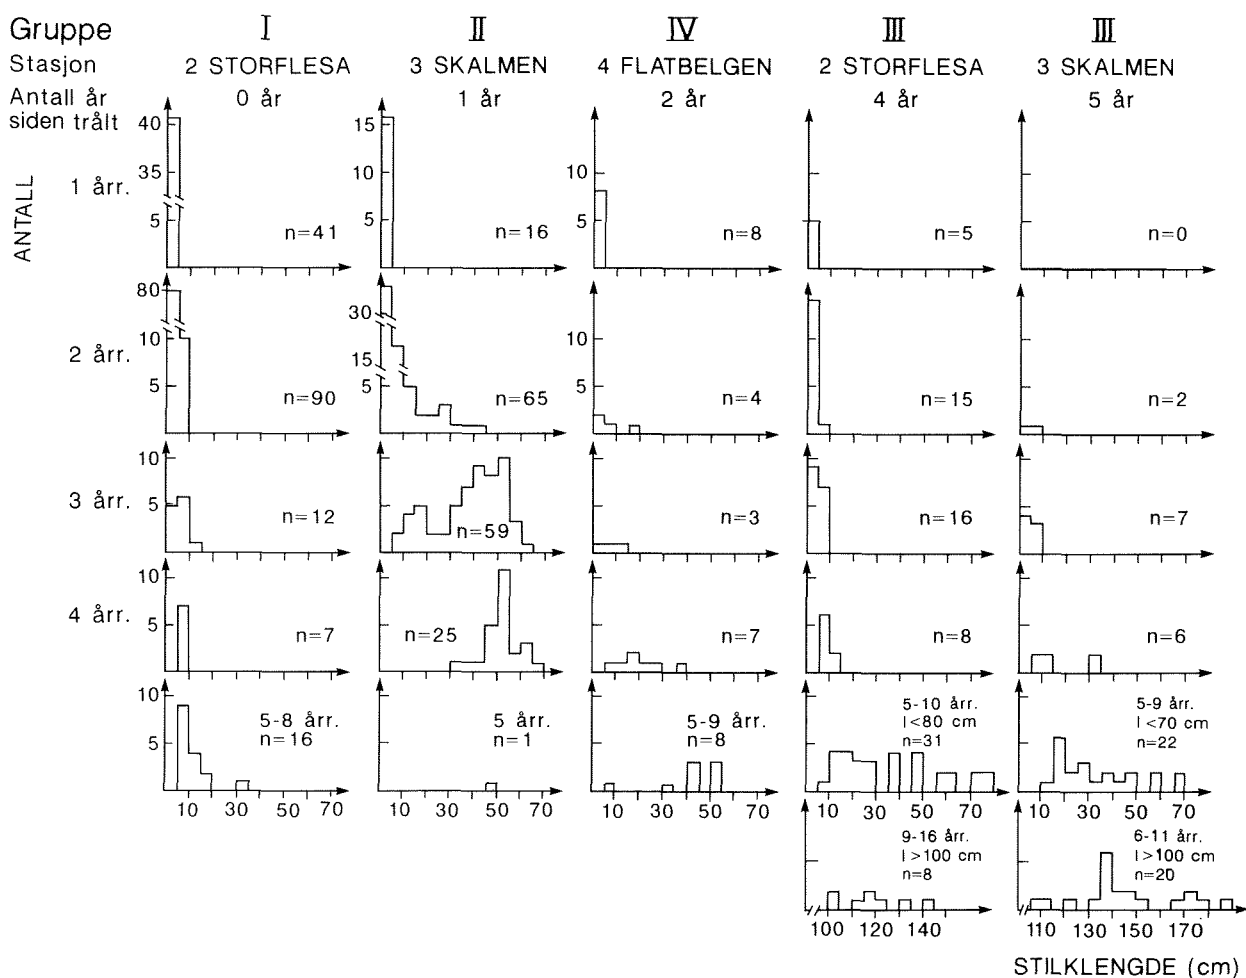 Gruppe I II IV III III
Stasjon 2 STORFLESA 3 SKALMEN 4 FLATBELGEN 2 STORFLESA 3 SKALMEN
Antall år siden trålt 0 år 1 år 2 år 4 år 5 år
ANTALL
1 årr.
40 35 5
n=41
15 10 5
n=16
10 5
n=8
n=5
n=0
2 årr.
80 10 5
n=90
30 15 5
n=65
10 5
n=4
n=15
n=2
3 årr.
10 5
n=12
n=59
n=3
n=16
n=7
4 årr.
10 5
n=7
n=25
n=7
n=8
n=6
10 5
5-8 årr.
n=16
5 årr.
n=1
5-9 årr.
n=8
5-10 årr.
l<80 cm
n=31
5-9 årr.
l<70 cm
n=22
10 30 50 70
10 30 50 70
10 30 50 70
10 30 50 70
10 30 50 70
9-16 årr.
l>100 cm
n=8
6-11 årr.
l>100 cm
n=20
100 120 140
110 130 150 170
STILKLENGDE (cm)